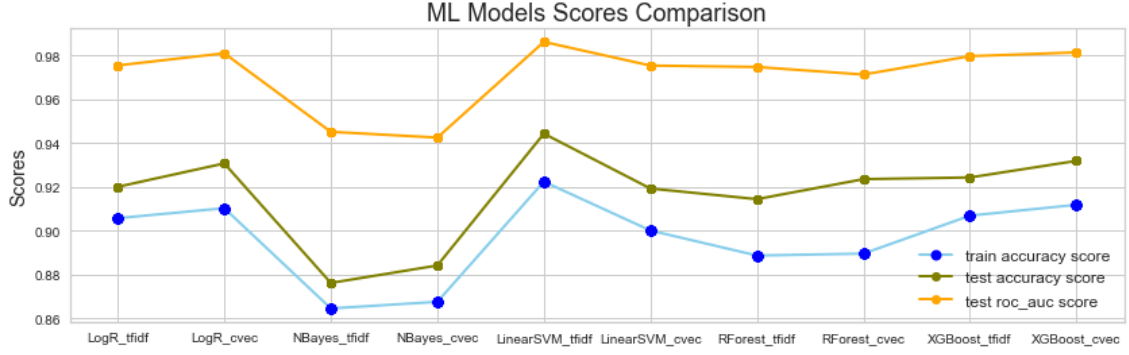 ML Models Scores Comparison
Scores
0.98
0.96
0.94
0.92
0.90
0.88
0.86
train accuracy score
test accuracy score
test roc_auc score
LogR_tfidf LogR_cvec NBayes_tfidf NBayes_cvec LinearSVM_tfidf LinearSVM_cvec RForest_tfidf RForest_cvec XGBoost_tfidf XGBoost_cvec